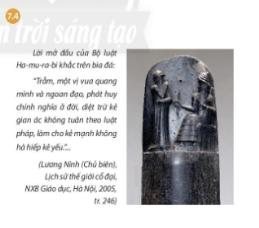 7.4
n trời sáng tạo
Lời mở đầu của Bộ luật
Ha-mu-ra-bi khắc trên bia đá:
"Trẫm, một vị vua quang
minh và ngoan đạo, phát huy
chính nghĩa ở đời, diệt trừ kẻ
gian ác không tuân theo luật
pháp, làm cho kẻ mạnh không
hà hiếp kẻ yếu."...
(Lương Ninh (Chủ biên),
Lịch sử thế giới cổ đại,
NXB Giáo dục, Hà Nội, 2005,
tr. 246)